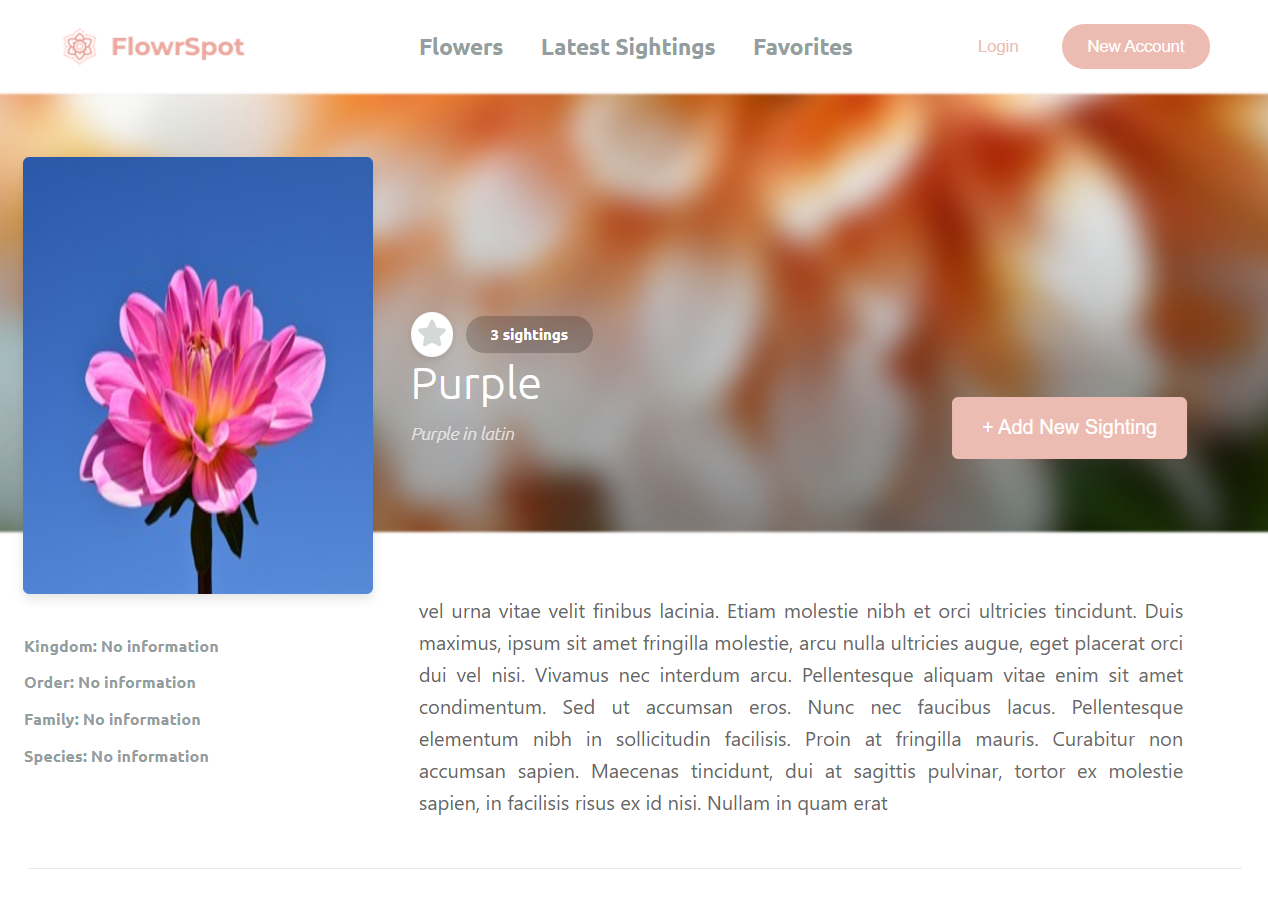 FlowrSpot
Flowers
Latest Sightings
Favorites
Login
New Account
3 sightings
Purple
Purple in latin
+ Add New Sighting
Kingdom: No information
Order: No information
Family: No information
Species: No information
vel urna vitae velit finibus lacinia. Etiam molestie nibh et orci ultricies tincidunt. Duis
maximus, ipsum sit amet fringilla molestie, arcu nulla ultricies augue, eget placerat orci
dui vel nisi. Vivamus nec interdum arcu. Pellentesque aliquam vitae enim sit amet
condimentum. Sed ut accumsan eros. Nunc nec faucibus lacus. Pellentesque
elementum nibh in sollicitudin facilisis. Proin at fringilla mauris. Curabitur non
accumsan sapien. Maecenas tincidunt, dui at sagittis pulvinar, tortor ex molestie
sapien, in facilisis risus ex id nisi. Nullam in quam erat